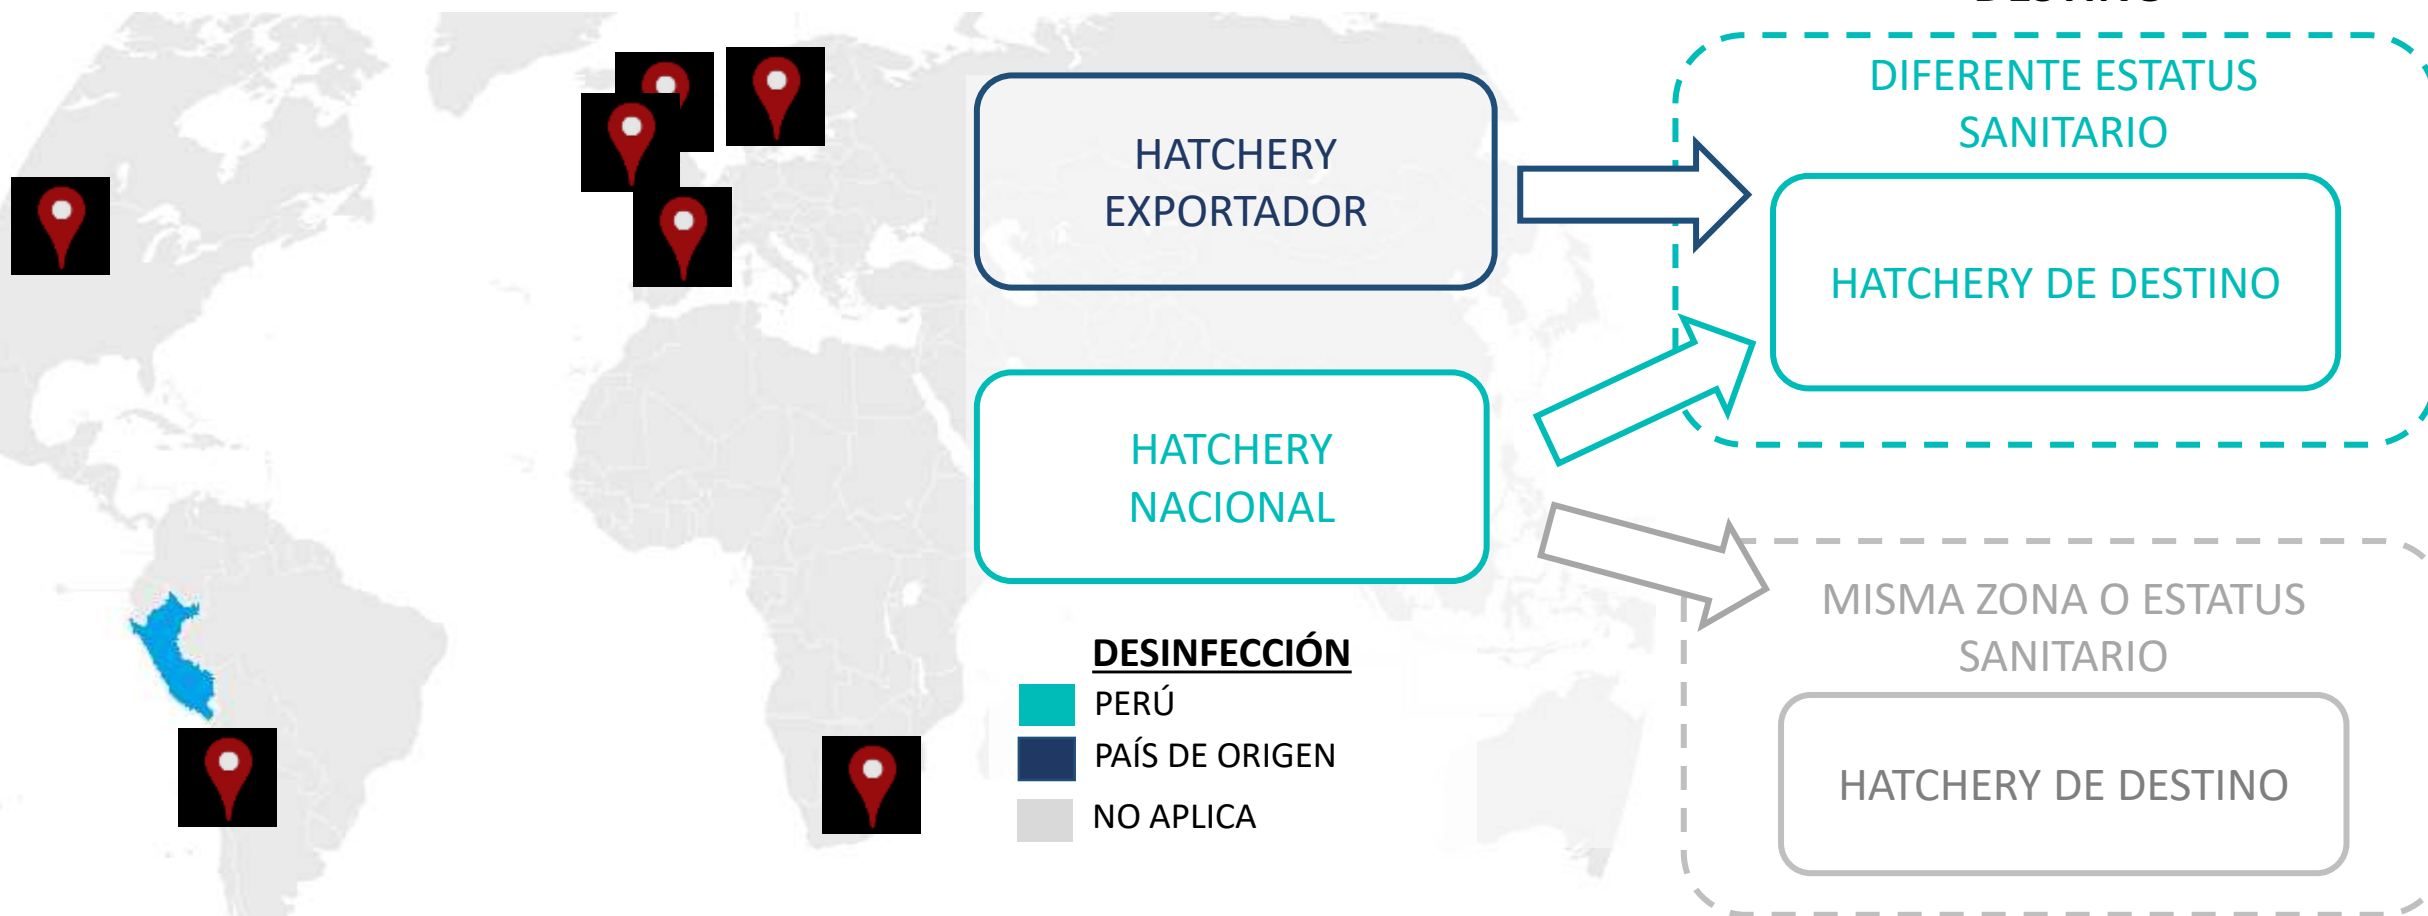 DIFERENTE ESTATUS
SANITARIO
HATCHERY
EXPORTADOR
HATCHERY DE DESTINO
HATCHERY
NACIONAL
MISMA ZONA O ESTATUS
SANITARIO
HATCHERY DE DESTINO
DESINFECCIÓN
PERÚ
PAÍS DE ORIGEN
NO APLICA